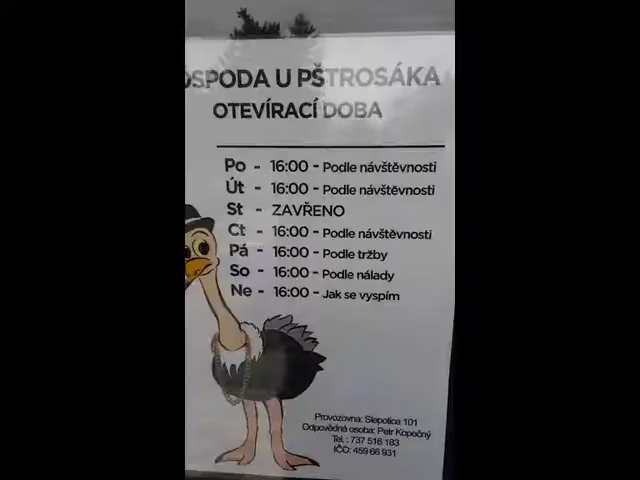 OSPODA U PŠTROSÁKA
OTEVÍRACÍ DOBA
Po - 16:00 - Podle návštěvnosti
Út - 16:00 - Podle návštěvnosti
St - ZAVŘENO
Čt - 16:00 - Podle návštěvnosti
Pá - 16:00 - Podle tržby
So - 16:00 - Podle nálady
Ne - 16:00 - Jak se vyspím
Provozovna: Slepotice 101
Odpovědná osoba: Petr Kopečný
Tel. : 737 516 183
IČO: 459 66 931